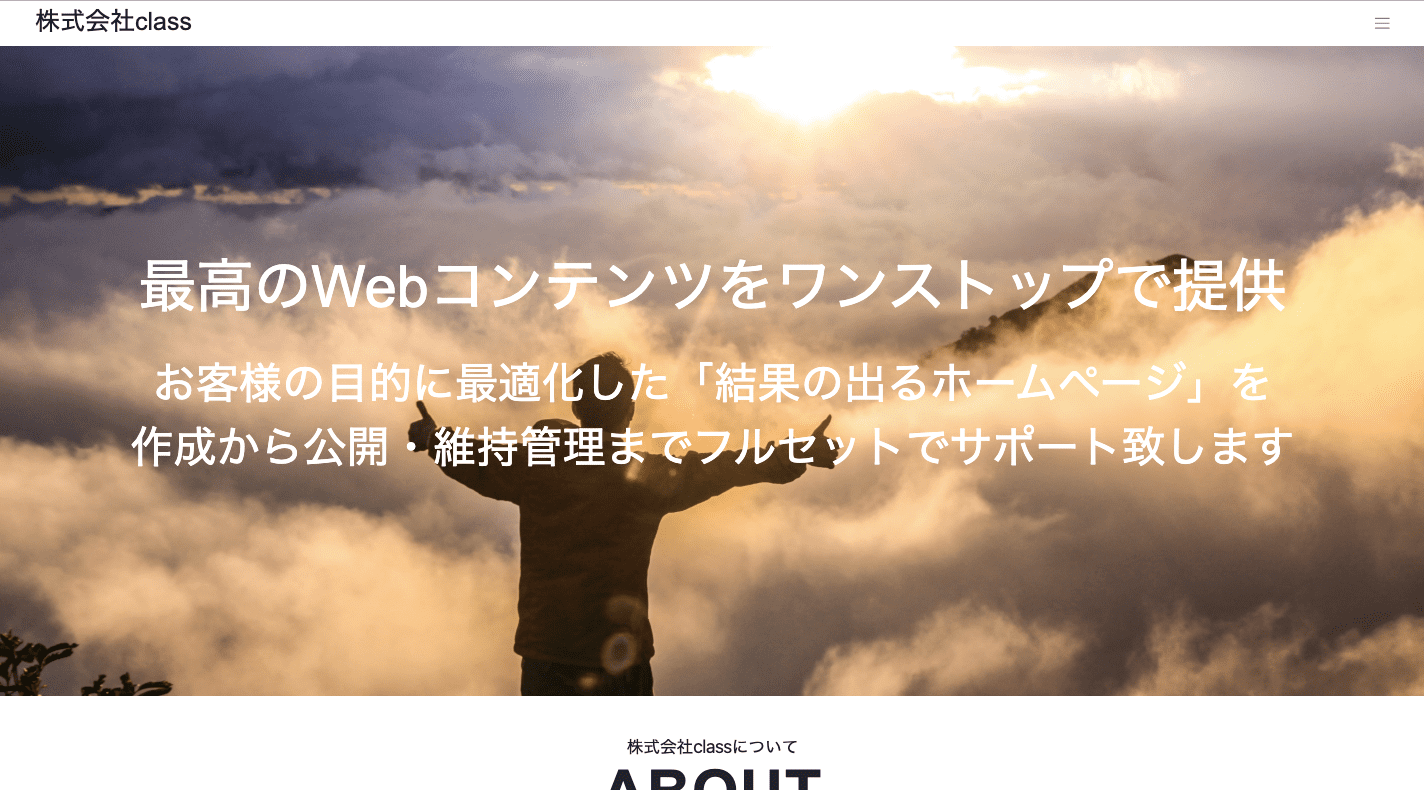 株式会社class
最高のWebコンテンツをワンストップで提供
お客様の目的に最適化した「結果の出るホームページ」を
作成から公開・維持管理までフルセットでサポート致します
株式会社classについて
ABOUT